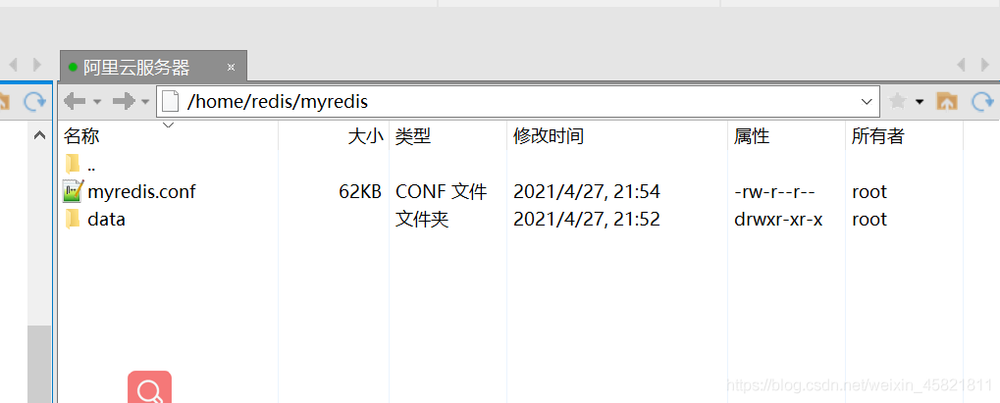 阿里云服务器
/home/redis/myredis
名称 大小 类型 修改时间 属性 所有者
..
myredis.conf 62KB CONF 文件 2021/4/27, 21:54 -rw-r--r-- root
data 文件夹 2021/4/27, 21:52 drwxr-xr-x root
https://blog.csdn.net/weixin_45821811